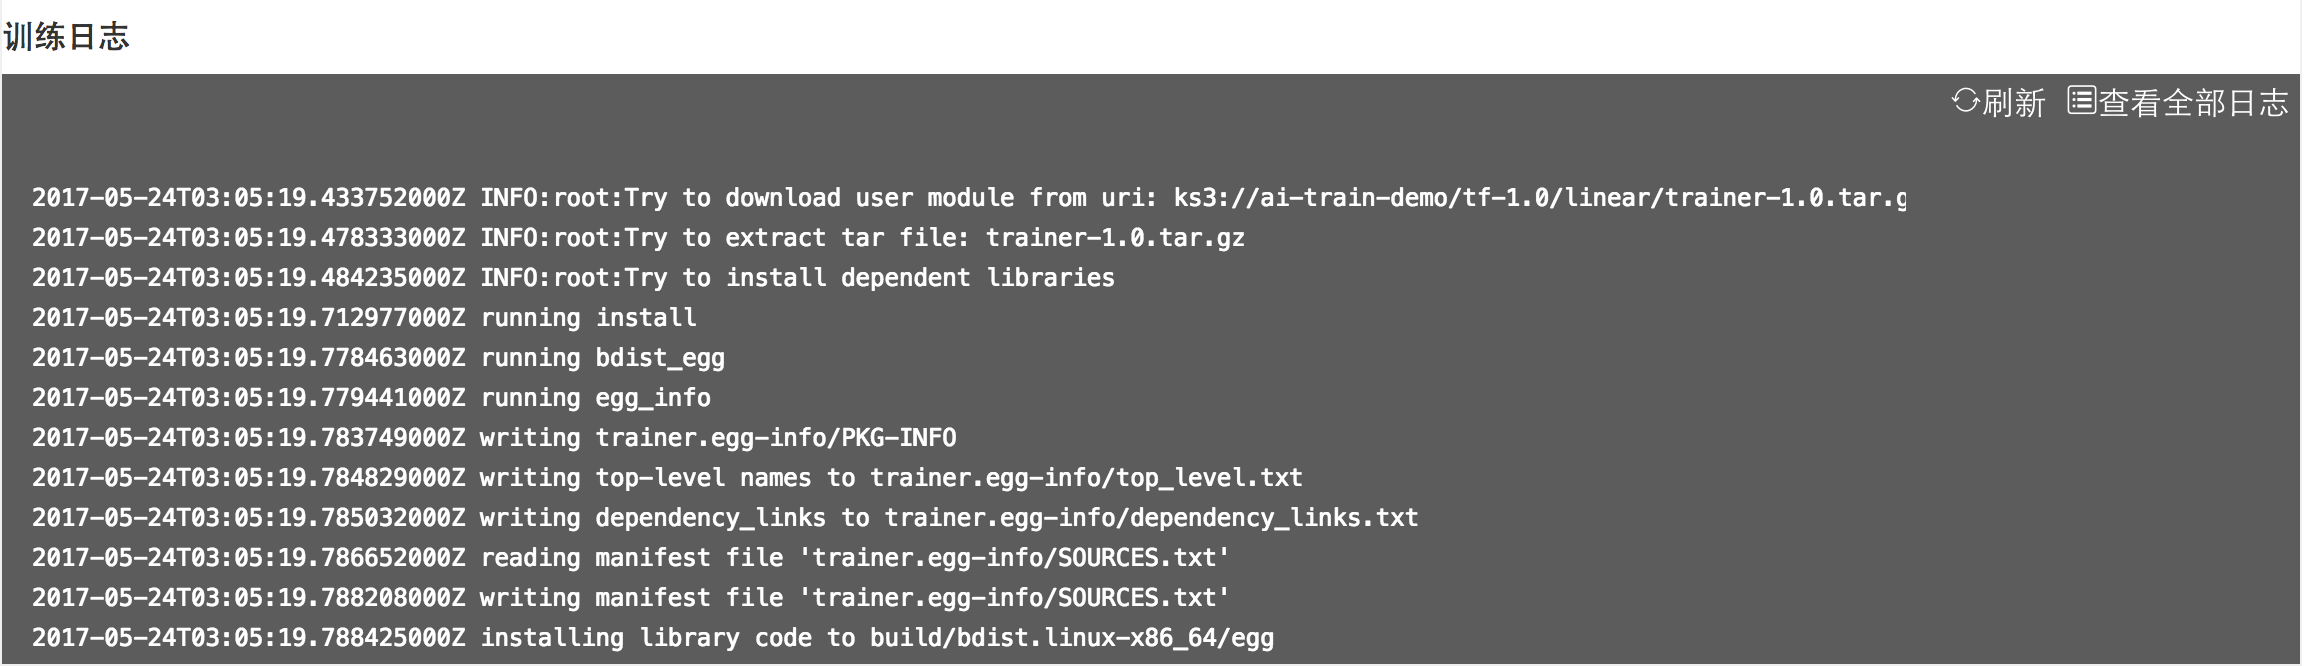 训练日志
刷新 查看全部日志
2017-05-24T03:05:19.433752000Z INFO:root:Try to download user module from uri: ks3://ai-train-demo/tf-1.0/linear/trainer-1.0.tar.g
2017-05-24T03:05:19.478333000Z INFO:root:Try to extract tar file: trainer-1.0.tar.gz
2017-05-24T03:05:19.484235000Z INFO:root:Try to install dependent libraries
2017-05-24T03:05:19.712977000Z running install
2017-05-24T03:05:19.778463000Z running bdist_egg
2017-05-24T03:05:19.779441000Z running egg_info
2017-05-24T03:05:19.783749000Z writing trainer.egg-info/PKG-INFO
2017-05-24T03:05:19.784829000Z writing top-level names to trainer.egg-info/top_level.txt
2017-05-24T03:05:19.785032000Z writing dependency_links to trainer.egg-info/dependency_links.txt
2017-05-24T03:05:19.786652000Z reading manifest file 'trainer.egg-info/SOURCES.txt'
2017-05-24T03:05:19.788208000Z writing manifest file 'trainer.egg-info/SOURCES.txt'
2017-05-24T03:05:19.788425000Z installing library code to build/bdist.linux-x86_64/egg